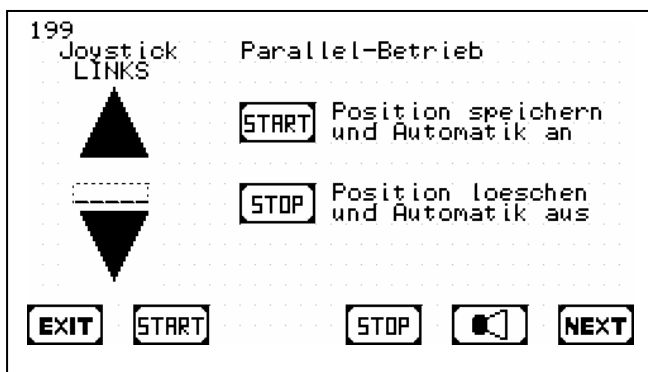 199
Joystick Parallel-Betrieb
LINKS
START Position speichern
und Automatik an
STOP Position loeschen
und Automatik aus
EXIT START STOP NEXT